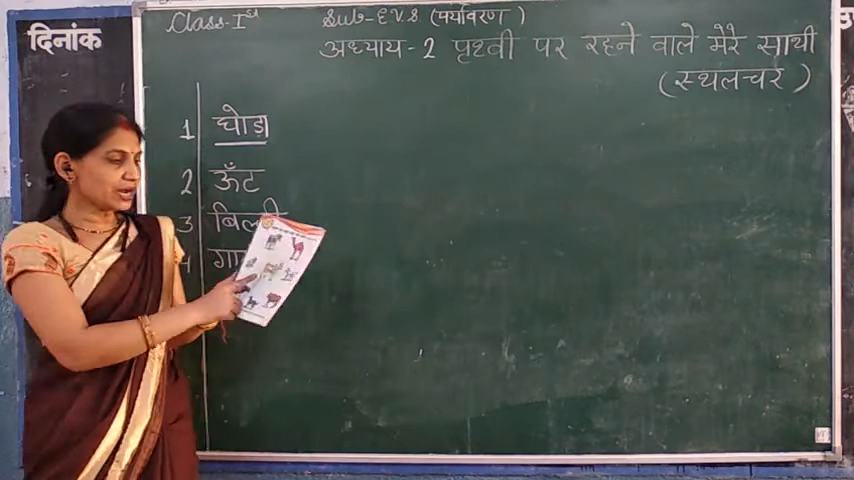 दिनांक
Class-Ist Sub-E.V.S (पर्यावरण)
अध्याय-2 पृथ्वी पर रहने वाले मेरे साथी
(स्थलचर)
1 घोड़ा
2 ऊँट
3 बिल्ली
4